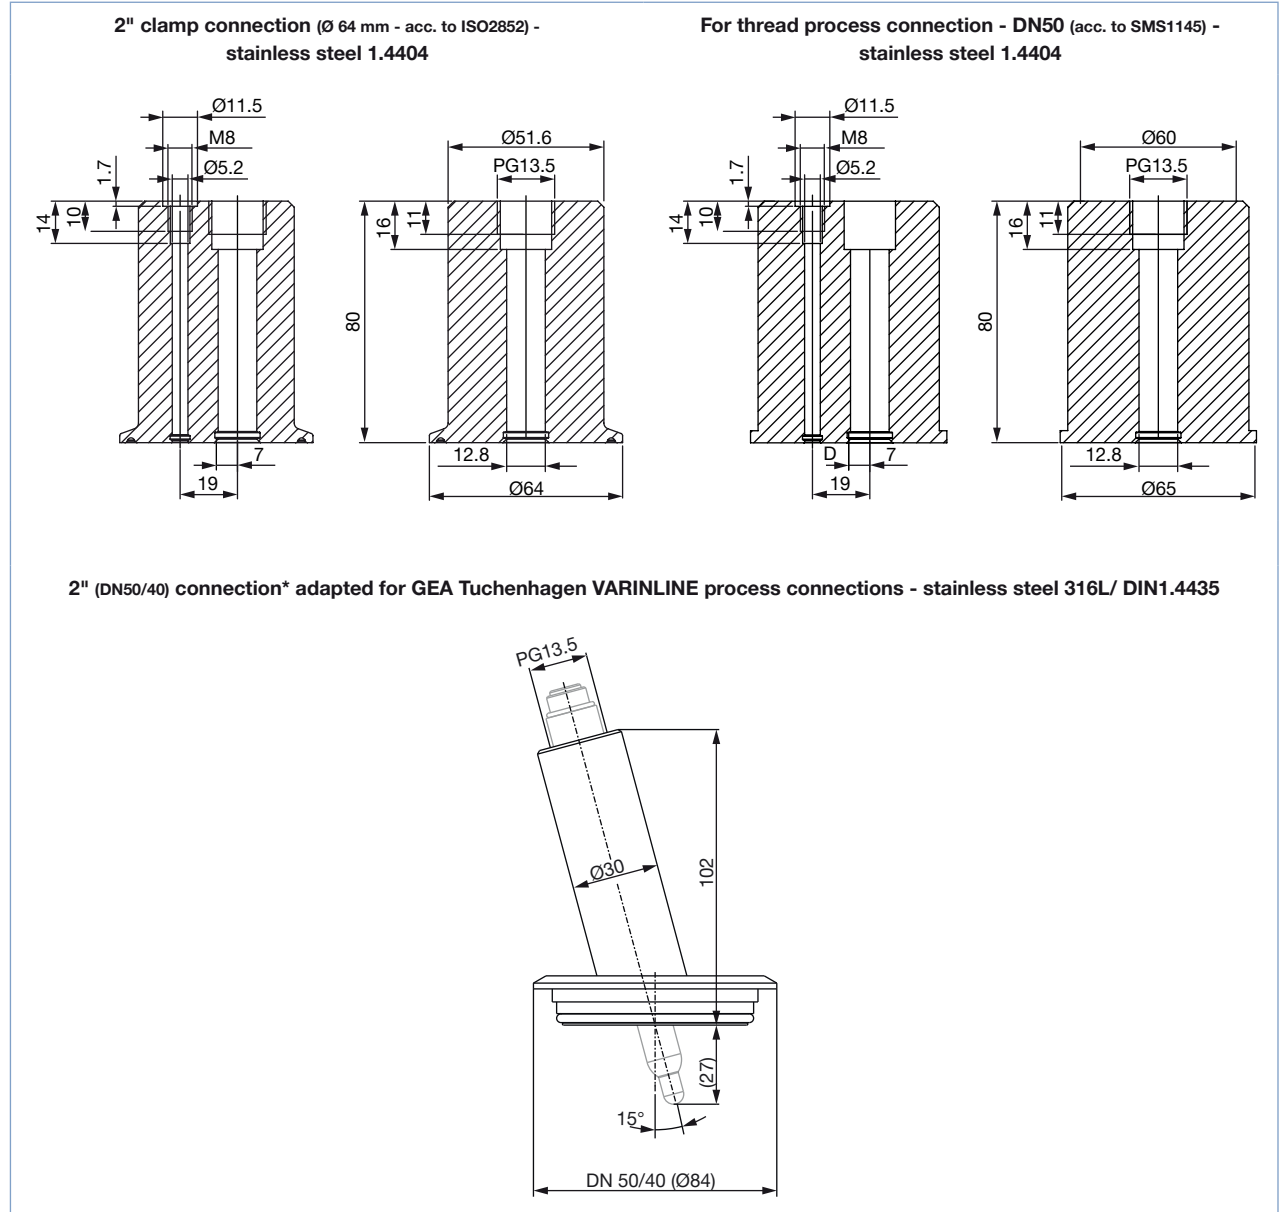 2" clamp connection (Ø 64 mm - acc. to ISO2852) -
stainless steel 1.4404
For thread process connection - DN50 (acc. to SMS1145) -
stainless steel 1.4404
Ø11.5
M8
Ø5.2
1.7
14
10
7
19
Ø51.6
PG13.5
16
11
80
12.8
Ø64
Ø11.5
M8
Ø5.2
1.7
14
10
D
7
19
Ø60
PG13.5
16
11
80
12.8
Ø65
2" (DN50/40) connection* adapted for GEA Tuchenhagen VARINLINE process connections - stainless steel 316L/ DIN1.4435
PG13.5
Ø30
102
(27)
15°
DN 50/40 (Ø84)